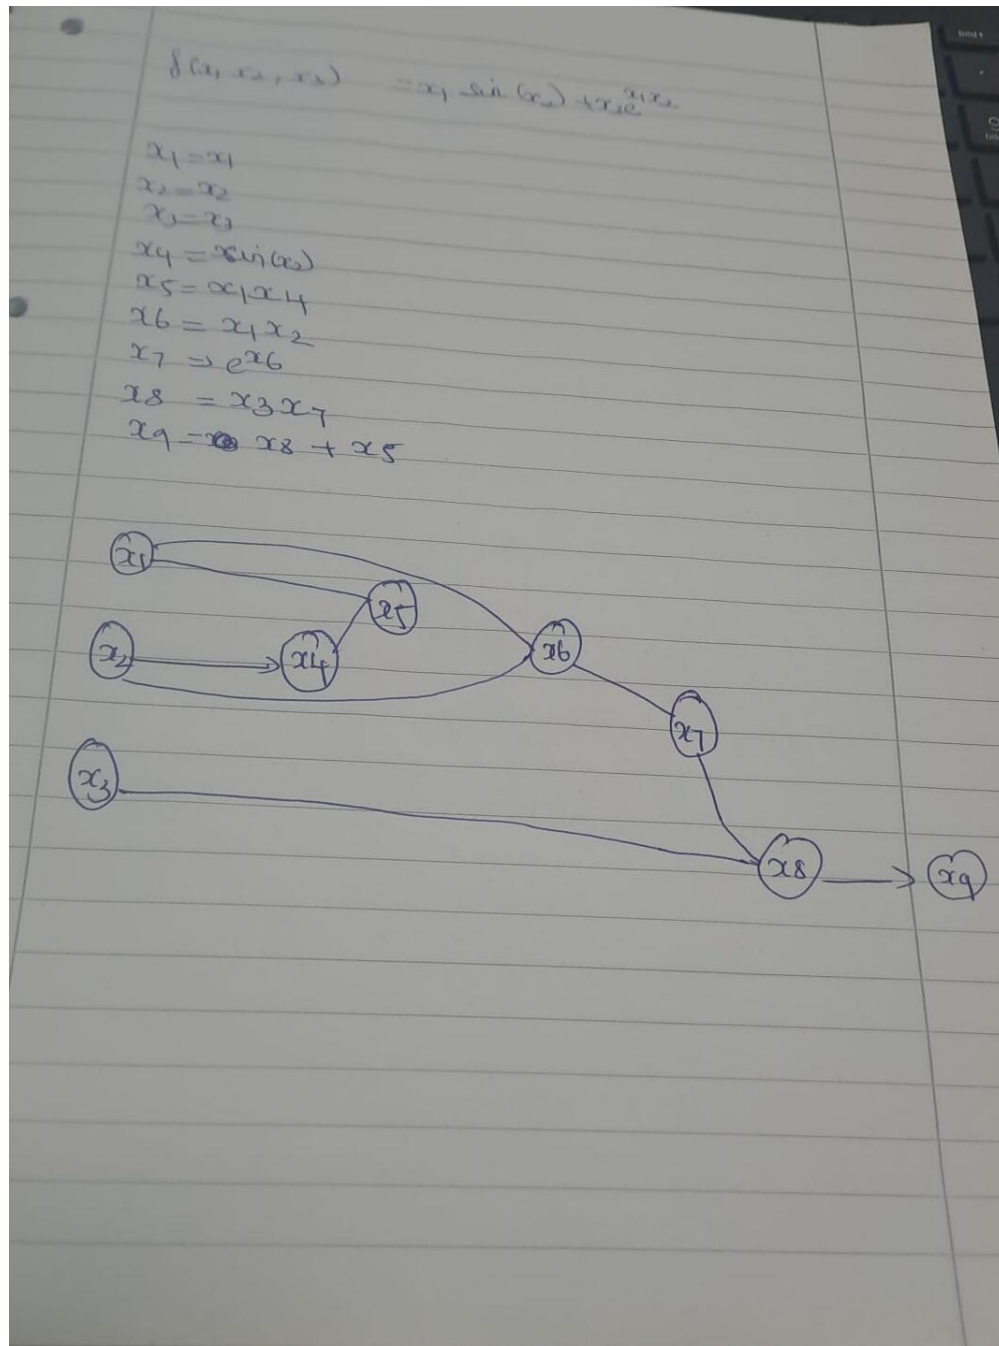 f(x1 x2, x3) = x1 sin(x2) + x3e^x1x2
x1 = x1
x2 = x2
x3 = x3
x4 = sin(x2)
x5 = x1x4
x6 = x1x2
x7 => e^x6
x8 = x3x7
x9 = x8 + x5
x1
x5
x2
x4
x6
x7
x3
x8
x9